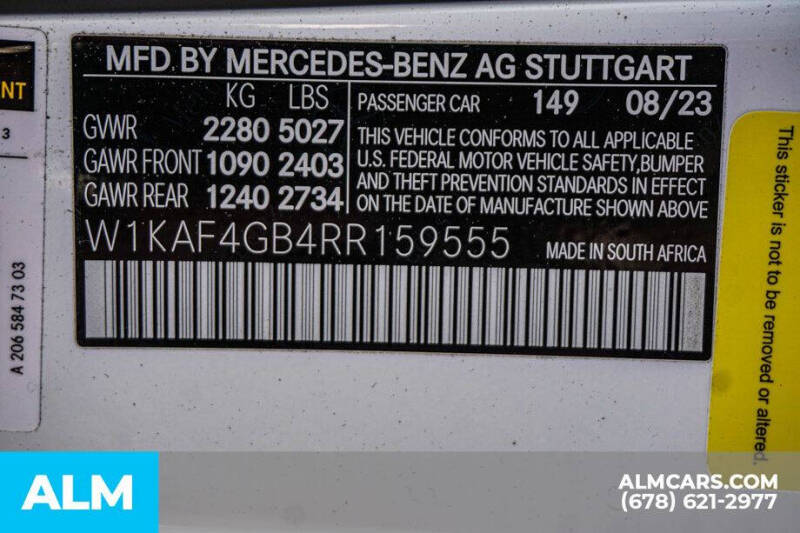 MFD BY MERCEDES-BENZ AG STUTTGART
KG LBS
GVWR 2280 5027
GAWR FRONT 1090 2403
GAWR REAR 1240 2734
PASSENGER CAR 149 08/23
THIS VEHICLE CONFORMS TO ALL APPLICABLE
U.S. FEDERAL MOTOR VEHICLE SAFETY,BUMPER
AND THEFT PREVENTION STANDARDS IN EFFECT
ON THE DATE OF MANUFACTURE SHOWN ABOVE
W1KAF4GB4RR159555 MADE IN SOUTH AFRICA
NT
3
A 206 584 73 03
This sticker is not to be removed or altered.
ALM
ALMCARS.COM
(678) 621-2977